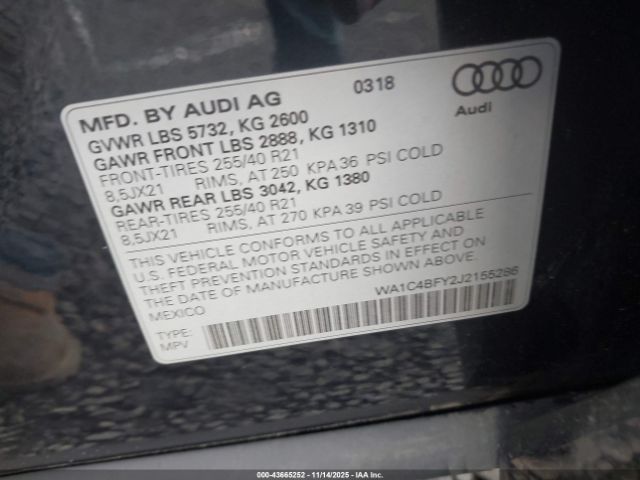 MFD. BY AUDI AG 0318
Audi
GVWR LBS 5732, KG 2600
GAWR FRONT LBS 2888, KG 1310
FRONT-TIRES 255/40 R21
8,5JX21 RIMS, AT 250 KPA 36 PSI COLD
GAWR REAR LBS 3042, KG 1380
REAR-TIRES 255/40 R21
8,5JX21 RIMS, AT 270 KPA 39 PSI COLD
THIS VEHICLE CONFORMS TO ALL APPLICABLE
U.S. FEDERAL MOTOR VEHICLE SAFETY AND
THEFT PREVENTION STANDARDS IN EFFECT ON
THE DATE OF MANUFACTURE SHOWN ABOVE.
MEXICO
WA1C4BFY2J2155286
TYPE:
MPV
000-43665252 | 11/14/2025 - IAA Inc.